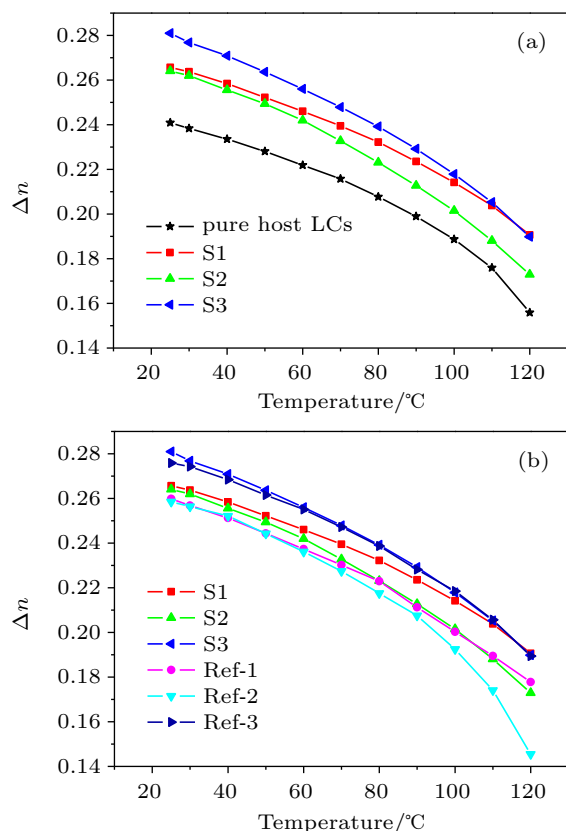 0.28
(a)
0.26
0.24
0.22
Δn
0.20
pure host LCs
S1
0.18
S2
0.16
S3
0.14
20 40 60 80 100 120
Temperature/℃
0.28
(b)
0.26
0.24
0.22
Δn
S1
0.20
S2
S3
0.18
Ref-1
Ref-2
0.16
Ref-3
0.14
20 40 60 80 100 120
Temperature/℃